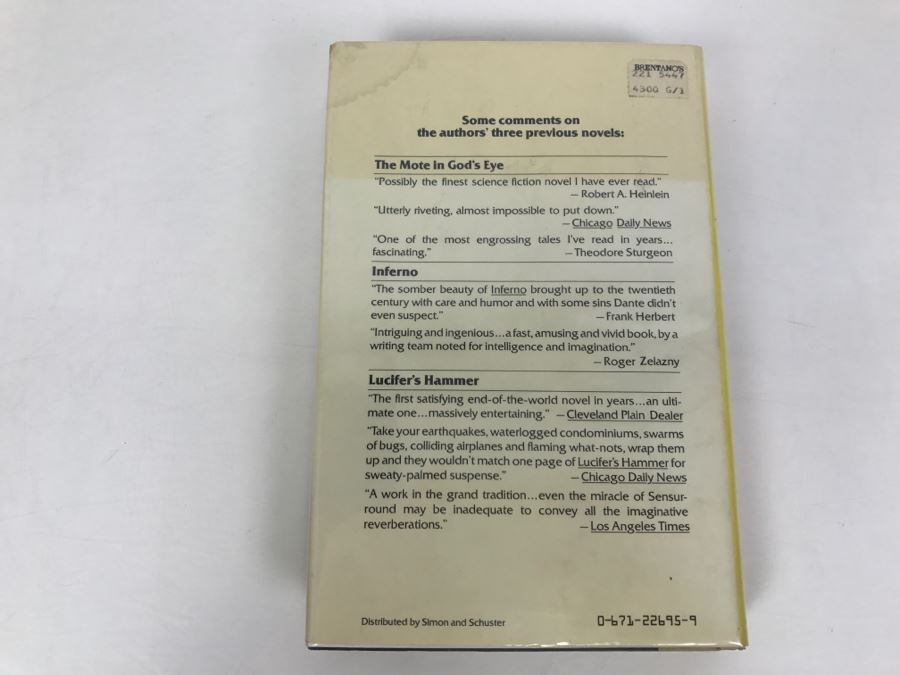 BRENTANO'S
221 5447
4300 G/1
Some comments on
the authors' three previous novels:
The Mote in God's Eye
"Possibly the finest science fiction novel I have ever read."
— Robert A. Heinlein
"Utterly riveting, almost impossible to put down."
— Chicago Daily News
"One of the most engrossing tales I've read in years...
fascinating." — Theodore Sturgeon
Inferno
"The somber beauty of Inferno brought up to the twentieth
century with care and humor and with some sins Dante didn't
even suspect." — Frank Herbert
"Intriguing and ingenious...a fast, amusing and vivid book, by a
writing team noted for intelligence and imagination."
— Roger Zelazny
Lucifer's Hammer
"The first satisfying end-of-the-world novel in years...an ulti-
mate one...massively entertaining." — Cleveland Plain Dealer
"Take your earthquakes, waterlogged condominiums, swarms
of bugs, colliding airplanes and flaming what-nots, wrap them
up and they wouldn't match one page of Lucifer's Hammer for
sweaty-palmed suspense." — Chicago Daily News
"A work in the grand tradition...even the miracle of Sensur-
round may be inadequate to convey all the imaginative
reverberations." — Los Angeles Times
Distributed by Simon and Schuster 0-671-22695-9